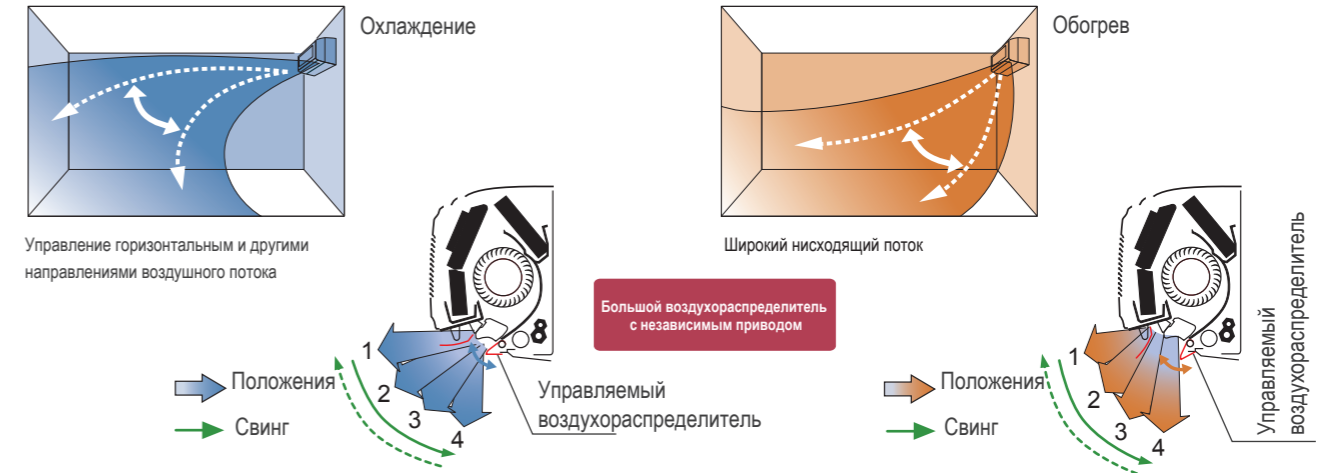 Охлаждение
Управление горизонтальным и другими
направлениями воздушного потока
1
2
3
4
Положения
Свинг
Управляемый
воздухораспределитель
Большой воздухораспределитель
с независимым приводом
Обогрев
Широкий нисходящий поток
1
2
3
4
Положения
Свинг
Управляемый
воздухораспределитель